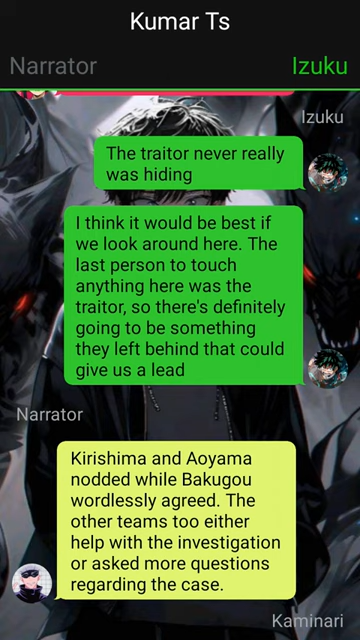 Kumar Ts
Narrator
Izuku
Izuku
The traitor never really
was hiding
I think it would be best if
we look around here. The
last person to touch
anything here was the
traitor, so there's definitely
going to be something
they left behind that could
give us a lead
Narrator
Kirishima and Aoyama
nodded while Bakugou
wordlessly agreed. The
other teams too either
help with the investigation
or asked more questions
regarding the case.
Kaminari